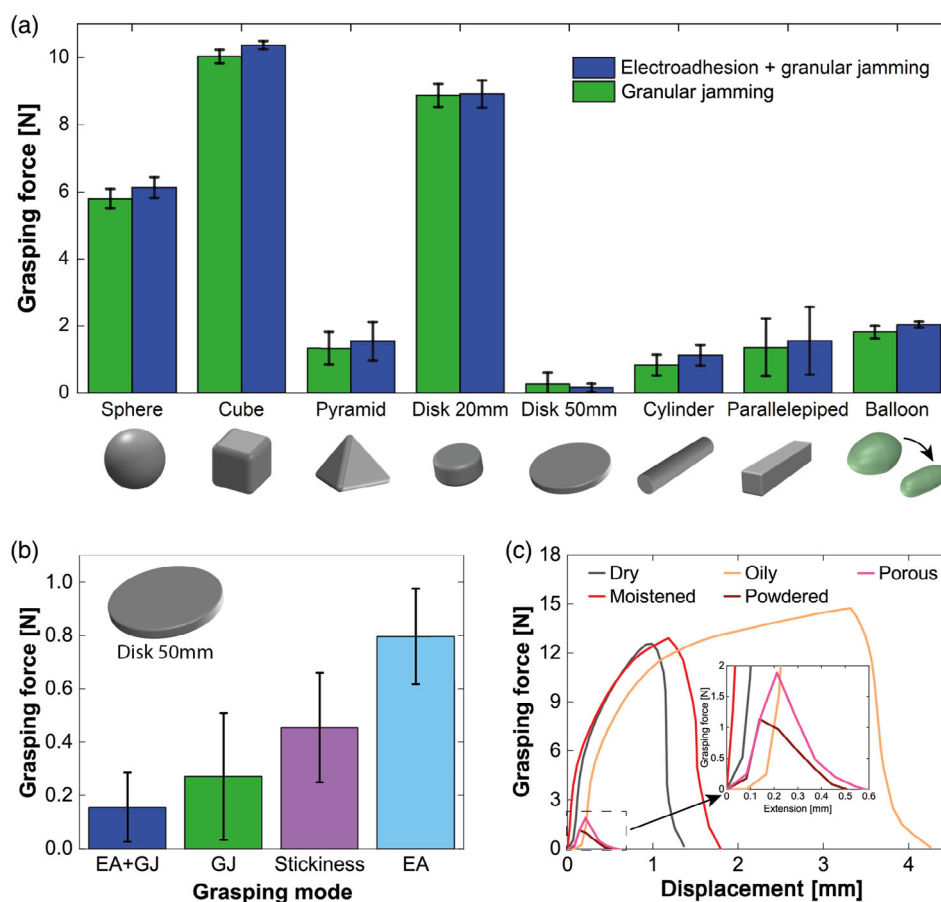 (a)
Grasping force [N]
10
8
6
4
2
0
Electroadhesion + granular jamming
Granular jamming
Sphere Cube Pyramid Disk 20mm Disk 50mm Cylinder Parallelepiped Balloon
(b)
Grasping force [N]
1.0
0.8
0.6
0.4
0.2
0.0
Disk 50mm
EA+GJ GJ Stickiness EA
Grasping mode
(c)
Grasping force [N]
18
15
12
9
6
3
0
Dry Oily Porous
Moistened Powdered
Grasping force [N]
2
1
0
0 0.1 0.2 0.3 0.4 0.5 0.6
Extension [mm]
0 1 2 3 4
Displacement [mm]